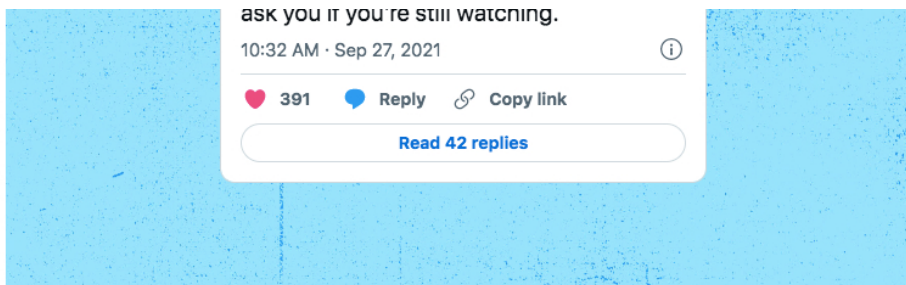 ask you if you're still watching.
10:32 AM · Sep 27, 2021
391 Reply Copy link
Read 42 replies